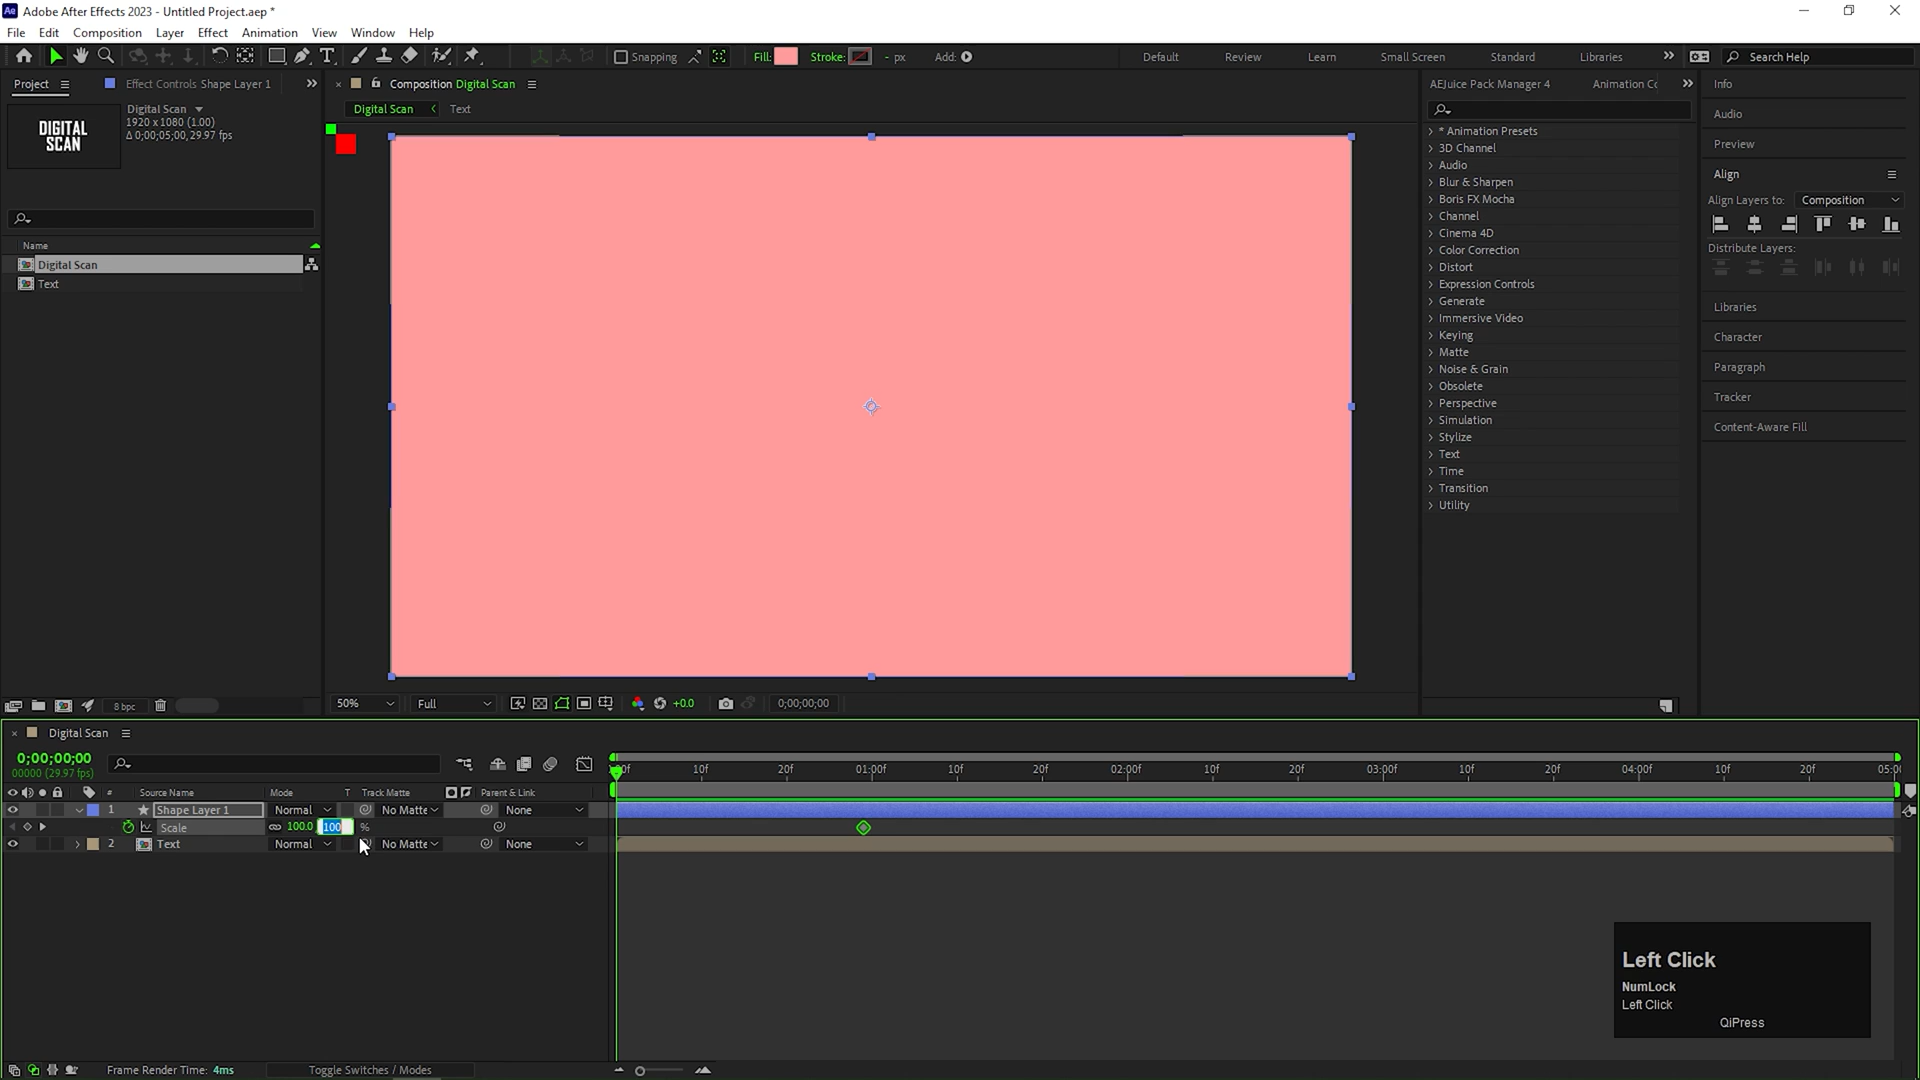 Adobe After Effects 2023 - Untitled Project.aep *
File Edit Composition Layer Effect Animation View Window Help
Snapping Fill: Stroke: - px Add: Default Review Learn Small Screen Standard Libraries Search Help
Project Effect Controls Shape Layer 1
Composition Digital Scan
AEJuice Pack Manager 4 Animation Co
Digital Scan
1920 x 1080 (1.00)
Δ 0;00;05;00, 29.97 fps
DIGITAL
SCAN
Name
Digital Scan
Text
8 bpc
Digital Scan Text
50% Full +0.0 0;00;00;00
* Animation Presets
3D Channel
Audio
Blur & Sharpen
Boris FX Mocha
Channel
Cinema 4D
Color Correction
Distort
Expression Controls
Generate
Immersive Video
Keying
Matte
Noise & Grain
Obsolete
Perspective
Simulation
Stylize
Text
Time
Transition
Utility
Info
Audio
Preview
Align
Align Layers to: Composition
Distribute Layers:
Libraries
Character
Paragraph
Tracker
Content-Aware Fill
Digital Scan
0;00;00;00
00000 (29.97 fps)
:00f 10f 20f 01:00f 10f 20f 02:00f 10f 20f 03:00f 10f 20f 04:00f 10f 20f 05:0
# Source Name Mode T Track Matte Parent & Link
1 Shape Layer 1 Normal No Matte None
Scale 100.0 100 %
2 Text Normal No Matte None
Left Click
NumLock
Left Click
QiPress
Frame Render Time: 4ms Toggle Switches / Modes